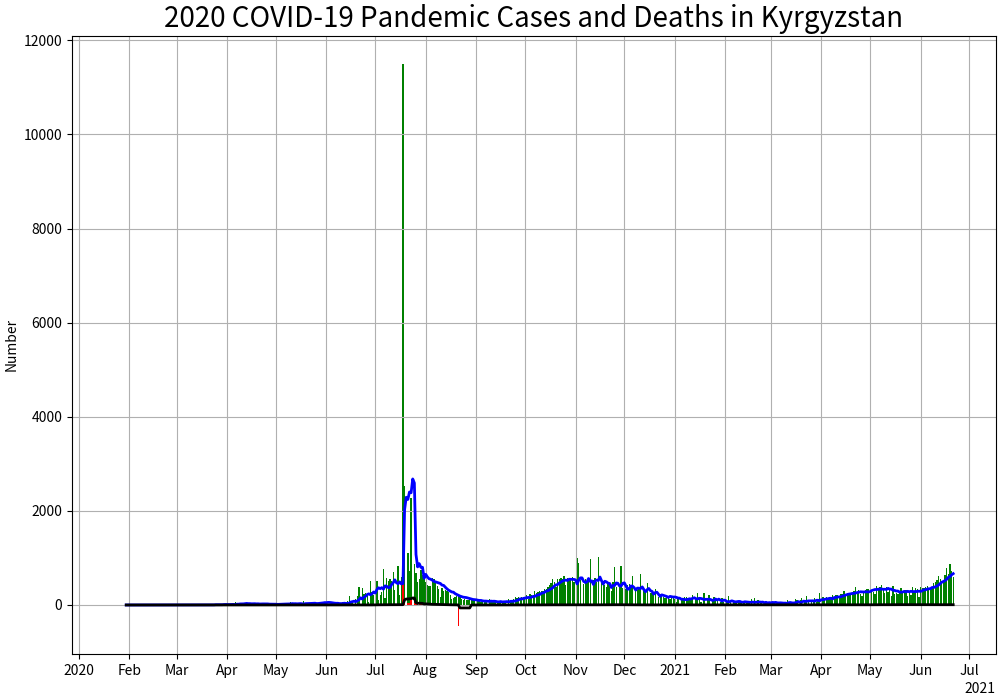 2020 COVID-19 Pandemic Cases and Deaths in Kyrgyzstan
12000
10000
8000
6000
4000
2000
0
Number
2020 Feb Mar Apr May Jun Jul Aug Sep Oct Nov Dec 2021 Feb Mar Apr May Jun Jul
2021